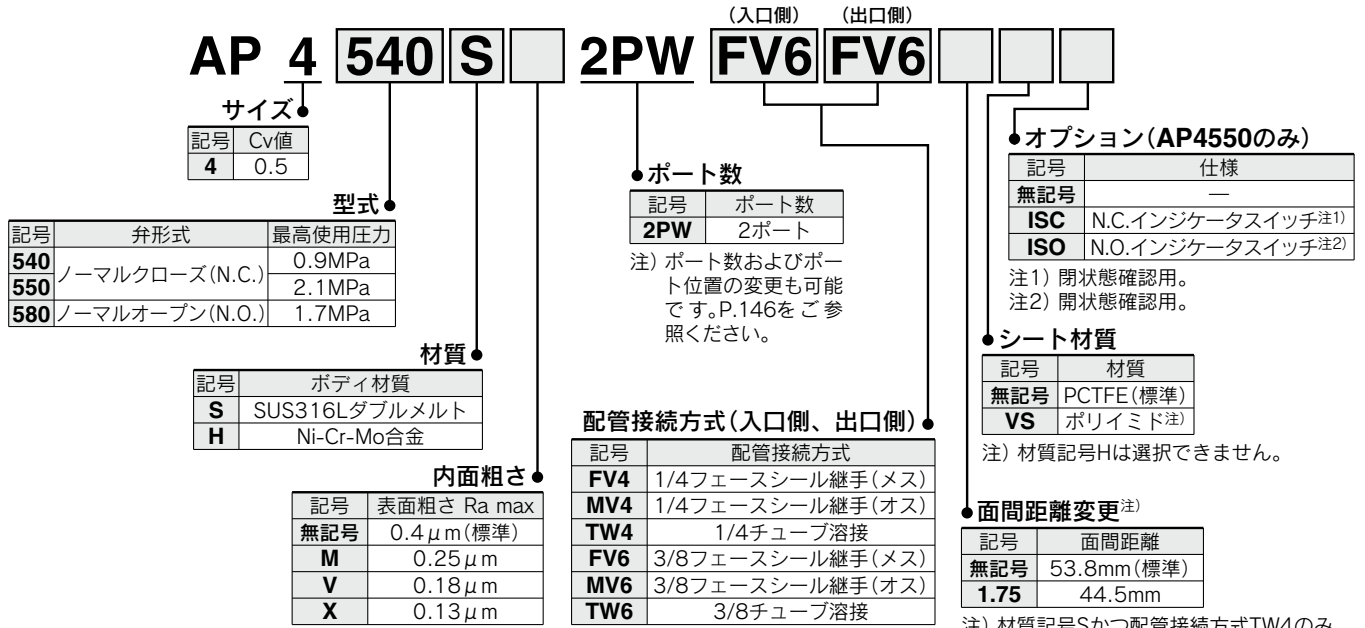 (入口側) (出口側)
AP 4 540 S 2PW FV6 FV6
サイズ
記号 Cv値
4 0.5
型式
記号 弁形式 最高使用圧力
540 ノーマルクローズ(N.C.) 0.9MPa
550 2.1MPa
580 ノーマルオープン(N.O.) 1.7MPa
材質
記号 ボディ材質
S SUS316Lダブルメルト
H Ni-Cr-Mo合金
内面粗さ
記号 表面粗さ Ra max
無記号 0.4μm(標準)
M 0.25μm
V 0.18μm
X 0.13μm
ポート数
記号 ポート数
2PW 2ポート
注) ポート数およびポー
ト位置の変更も可能
です。P.146をご参
照ください。
配管接続方式(入口側、出口側)
記号 配管接続方式
FV4 1/4フェースシール継手(メス)
MV4 1/4フェースシール継手(オス)
TW4 1/4チューブ溶接
FV6 3/8フェースシール継手(メス)
MV6 3/8フェースシール継手(オス)
TW6 3/8チューブ溶接
オプション(AP4550のみ)
記号 仕様
無記号 —
ISC N.C.インジケータスイッチ注1)
ISO N.O.インジケータスイッチ注2)
注1) 閉状態確認用。
注2) 開状態確認用。
シート材質
記号 材質
無記号 PCTFE(標準)
VS ポリイミド注)
注) 材質記号Hは選択できません。
面間距離変更注)
記号 面間距離
無記号 53.8mm(標準)
1.75 44.5mm
注) 材質記号Sかつ配管接続方式TW4のみ